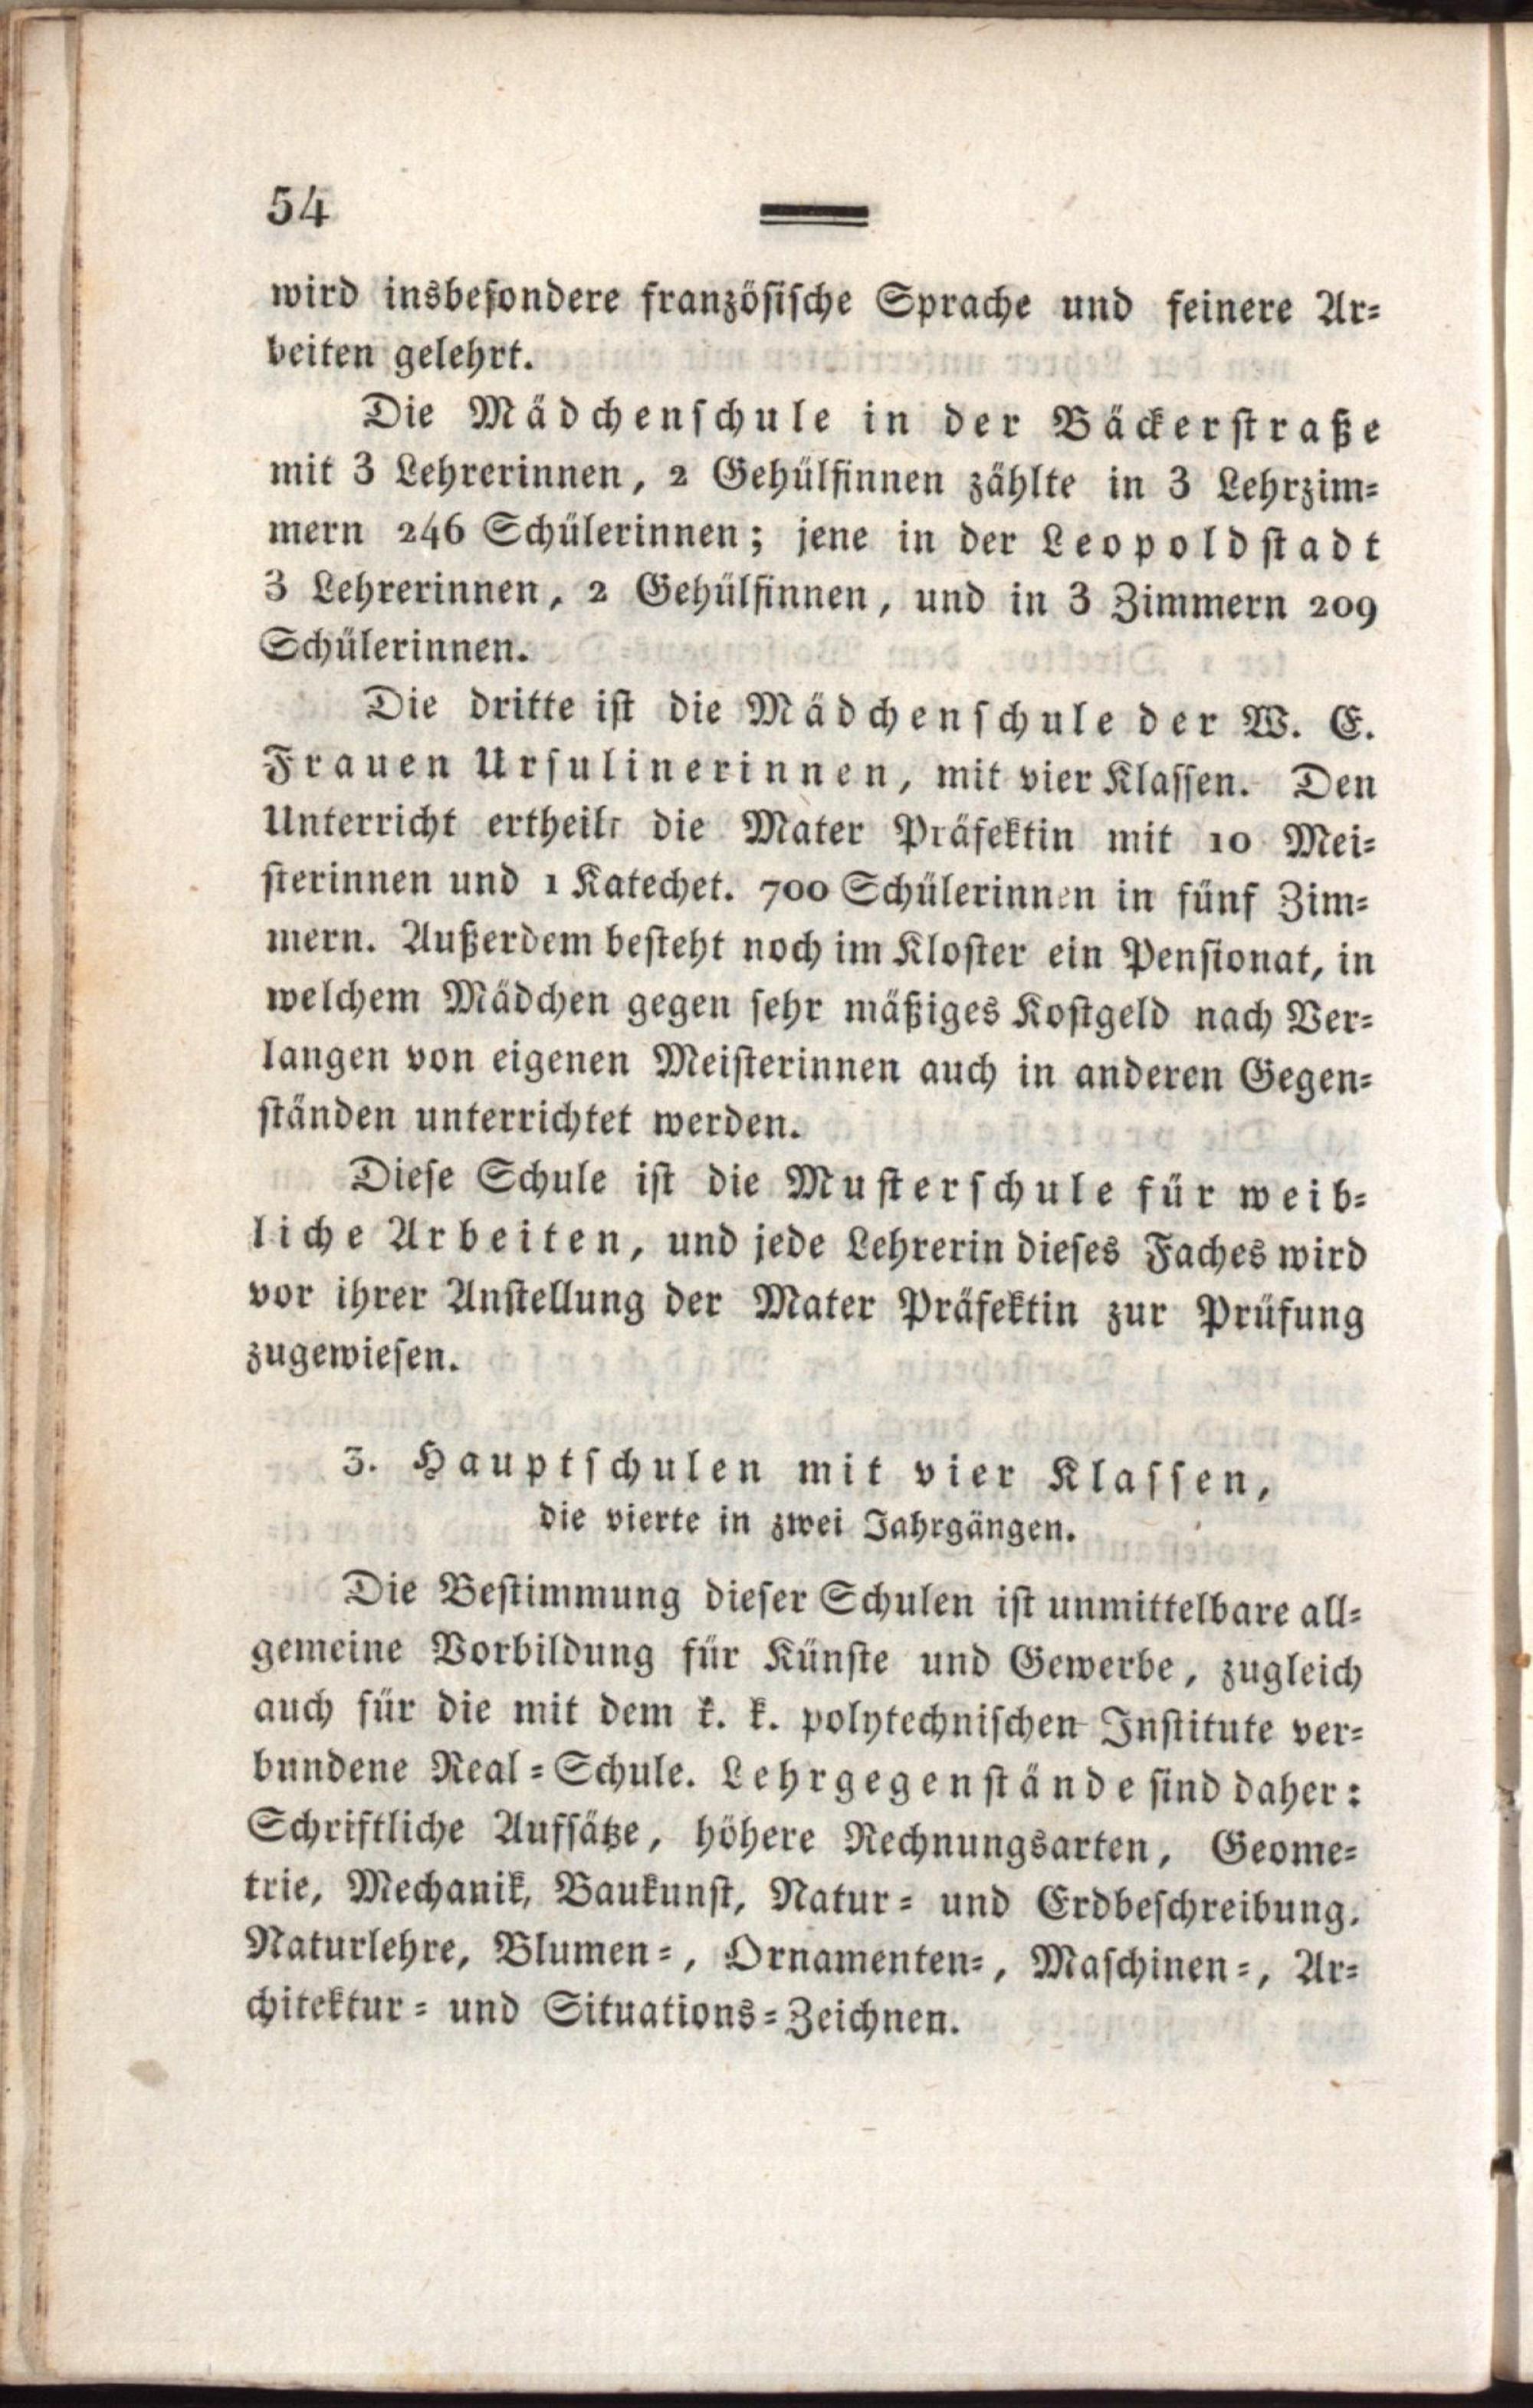 54
wird insbesondere französische Sprache und feinere Ar-
beiten gelehrt.
Die Mädchenschule in der Bäckerstraße
mit 3 Lehrerinnen, 2 Gehülfinnen zählte in 3 Lehrzim-
mern 246 Schülerinnen; jene in der Leopoldstadt
3 Lehrerinnen, 2 Gehülfinnen, und in 3 Zimmern 209
Schülerinnen.
Die dritte ist die Mädchenschule der W. E.
Frauen Ursulinerinnen, mit vier Klassen. Den
Unterricht ertheilt die Mater Präfektin mit 10 Mei-
sterinnen und 1 Katechet. 700 Schülerinnen in fünf Zim-
mern. Außerdem besteht noch im Kloster ein Pensionat, in
welchem Mädchen gegen sehr mäßiges Kostgeld nach Ver-
langen von eigenen Meisterinnen auch in anderen Gegen-
ständen unterrichtet werden.
Diese Schule ist die Musterschule für weib-
liche Arbeiten, und jede Lehrerin dieses Faches wird
vor ihrer Anstellung der Mater Präfektin zur Prüfung
zugewiesen.
3. Hauptschulen mit vier Klassen,
die vierte in zwei Jahrgängen.
Die Bestimmung dieser Schulen ist unmittelbare all-
gemeine Vorbildung für Künste und Gewerbe, zugleich
auch für die mit dem k. k. polytechnischen Institute ver-
bundene Real-Schule. Lehrgegenstände sind daher:
Schriftliche Aufsätze, höhere Rechnungsarten, Geome-
trie, Mechanik, Baukunst, Natur- und Erdbeschreibung.
Naturlehre, Blumen-, Ornamenten-, Maschinen-, Ar-
chitektur- und Situations-Zeichnen.